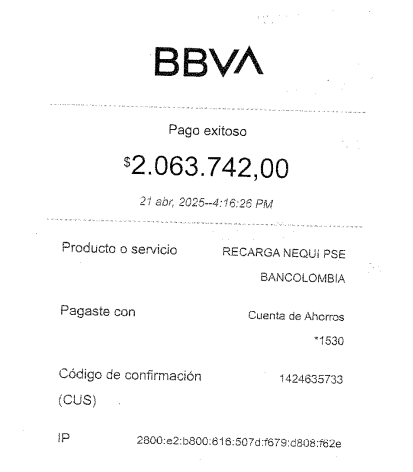 BBVA
Pago exitoso
$2.063.742,00
21 abr, 2025--4:16:26 PM
Producto o servicio RECARGA NEQUI PSE
BANCOLOMBIA
Pagaste con Cuenta de Ahorros
*1530
Código de confirmación 1424635733
(CUS)
IP 2800:e2:b800:616:507d:f679:d808:f62e